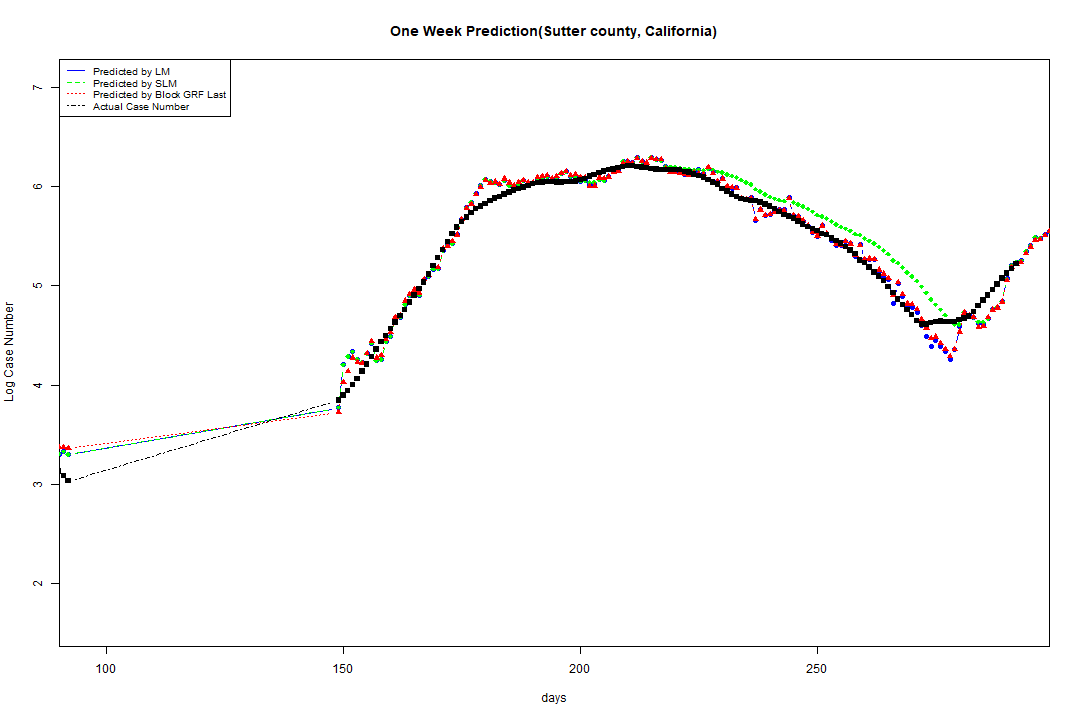 One Week Prediction(Sutter county, California)
Predicted by LM
Predicted by SLM
Predicted by Block GRF Last
Actual Case Number
7
6
5
4
3
2
Log Case Number
100 150 200 250
days